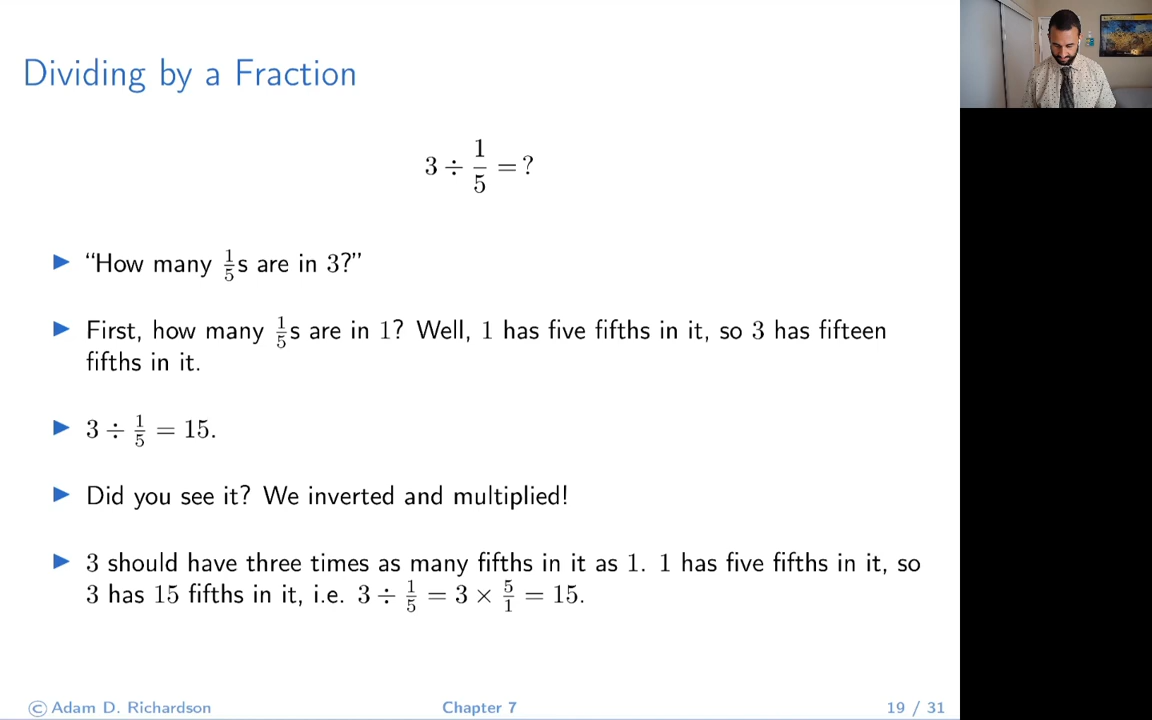 Dividing by a Fraction
3 ÷ 1/5 = ?
▶ “How many 1/5s are in 3?”
▶ First, how many 1/5s are in 1? Well, 1 has five fifths in it, so 3 has fifteen
fifths in it.
▶ 3 ÷ 1/5 = 15.
▶ Did you see it? We inverted and multiplied!
▶ 3 should have three times as many fifths in it as 1. 1 has five fifths in it, so
3 has 15 fifths in it, i.e. 3 ÷ 1/5 = 3 × 5/1 = 15.
© Adam D. Richardson Chapter 7 19 / 31